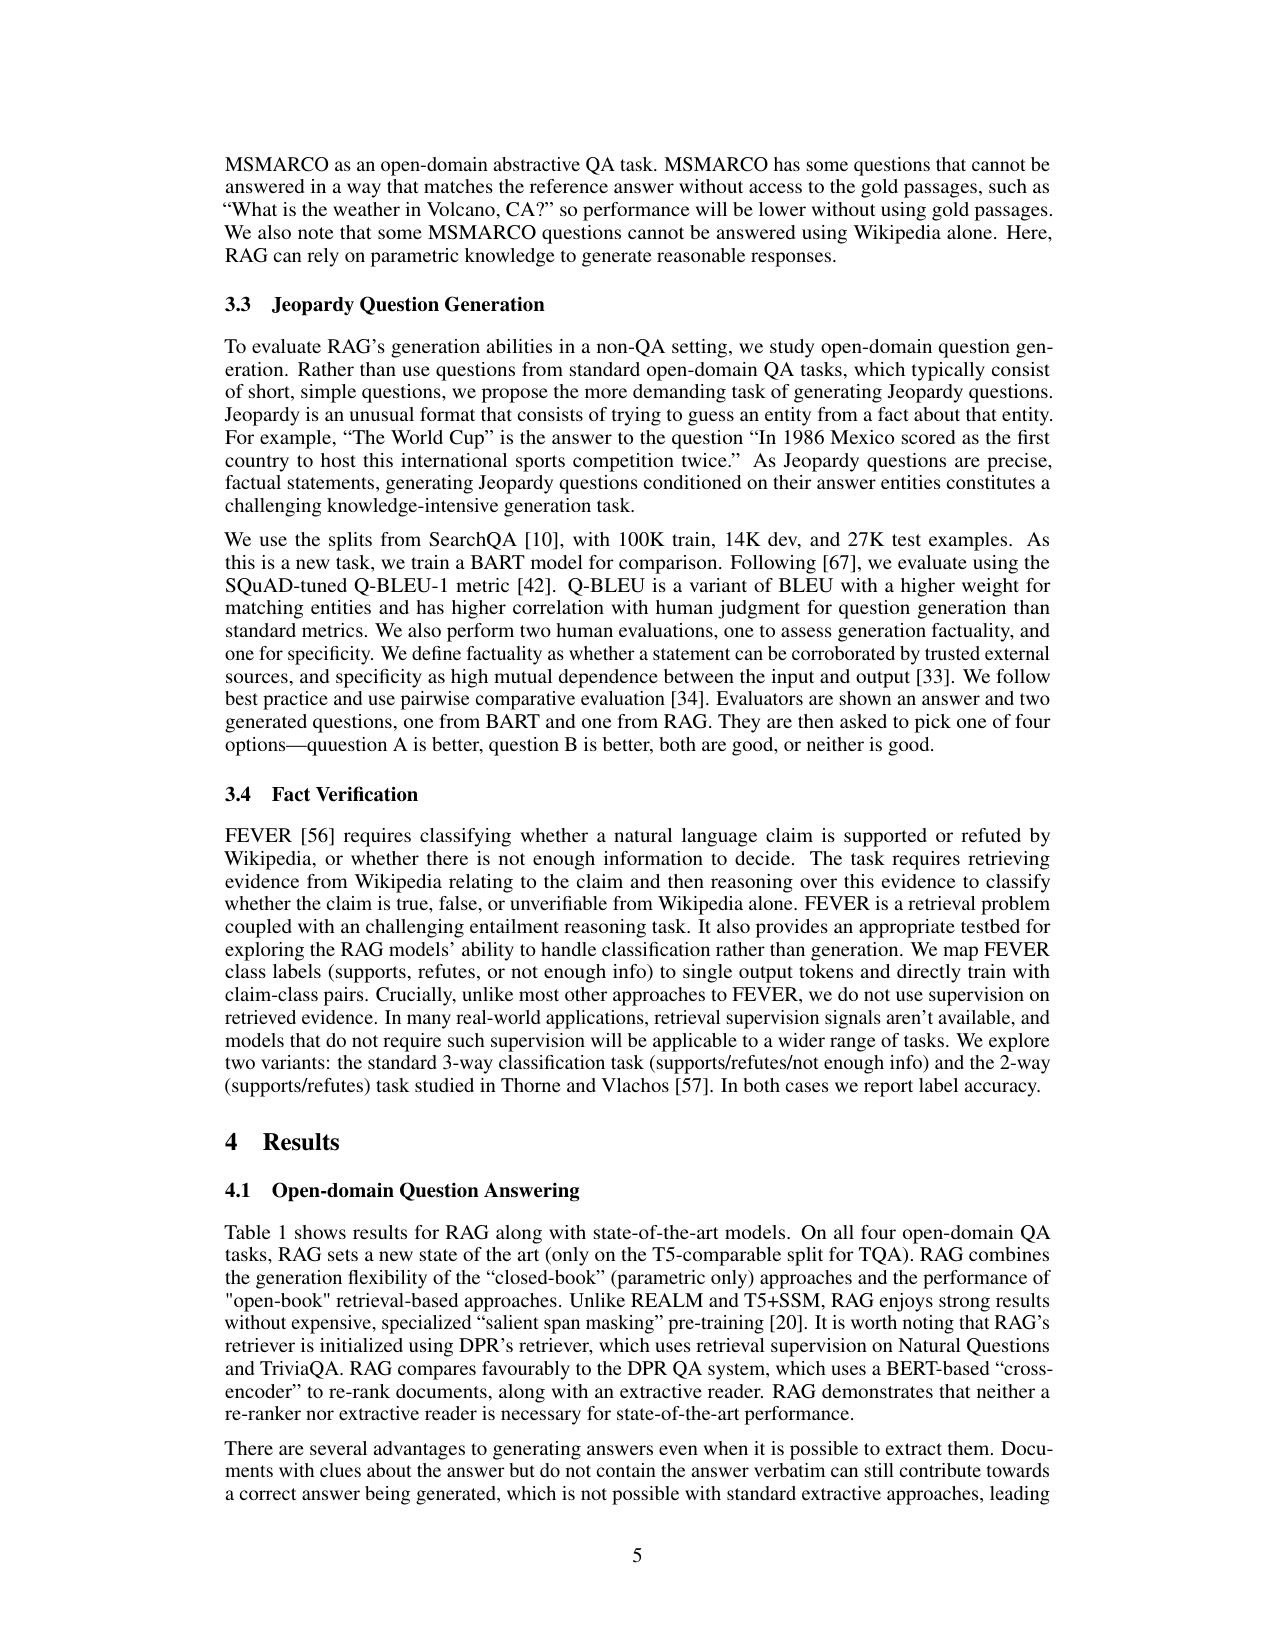 MSMARCO as an open-domain abstractive QA task. MSMARCO has some questions that cannot be
answered in a way that matches the reference answer without access to the gold passages, such as
“What is the weather in Volcano, CA?” so performance will be lower without using gold passages.
We also note that some MSMARCO questions cannot be answered using Wikipedia alone. Here,
RAG can rely on parametric knowledge to generate reasonable responses.
3.3 Jeopardy Question Generation
To evaluate RAG’s generation abilities in a non-QA setting, we study open-domain question gen-
eration. Rather than use questions from standard open-domain QA tasks, which typically consist
of short, simple questions, we propose the more demanding task of generating Jeopardy questions.
Jeopardy is an unusual format that consists of trying to guess an entity from a fact about that entity.
For example, “The World Cup” is the answer to the question “In 1986 Mexico scored as the first
country to host this international sports competition twice.” As Jeopardy questions are precise,
factual statements, generating Jeopardy questions conditioned on their answer entities constitutes a
challenging knowledge-intensive generation task.
We use the splits from SearchQA [10], with 100K train, 14K dev, and 27K test examples. As
this is a new task, we train a BART model for comparison. Following [67], we evaluate using the
SQuAD-tuned Q-BLEU-1 metric [42]. Q-BLEU is a variant of BLEU with a higher weight for
matching entities and has higher correlation with human judgment for question generation than
standard metrics. We also perform two human evaluations, one to assess generation factuality, and
one for specificity. We define factuality as whether a statement can be corroborated by trusted external
sources, and specificity as high mutual dependence between the input and output [33]. We follow
best practice and use pairwise comparative evaluation [34]. Evaluators are shown an answer and two
generated questions, one from BART and one from RAG. They are then asked to pick one of four
options—quuestion A is better, question B is better, both are good, or neither is good.
3.4 Fact Verification
FEVER [56] requires classifying whether a natural language claim is supported or refuted by
Wikipedia, or whether there is not enough information to decide. The task requires retrieving
evidence from Wikipedia relating to the claim and then reasoning over this evidence to classify
whether the claim is true, false, or unverifiable from Wikipedia alone. FEVER is a retrieval problem
coupled with an challenging entailment reasoning task. It also provides an appropriate testbed for
exploring the RAG models’ ability to handle classification rather than generation. We map FEVER
class labels (supports, refutes, or not enough info) to single output tokens and directly train with
claim-class pairs. Crucially, unlike most other approaches to FEVER, we do not use supervision on
retrieved evidence. In many real-world applications, retrieval supervision signals aren’t available, and
models that do not require such supervision will be applicable to a wider range of tasks. We explore
two variants: the standard 3-way classification task (supports/refutes/not enough info) and the 2-way
(supports/refutes) task studied in Thorne and Vlachos [57]. In both cases we report label accuracy.
4 Results
4.1 Open-domain Question Answering
Table 1 shows results for RAG along with state-of-the-art models. On all four open-domain QA
tasks, RAG sets a new state of the art (only on the T5-comparable split for TQA). RAG combines
the generation flexibility of the “closed-book” (parametric only) approaches and the performance of
"open-book" retrieval-based approaches. Unlike REALM and T5+SSM, RAG enjoys strong results
without expensive, specialized “salient span masking” pre-training [20]. It is worth noting that RAG’s
retriever is initialized using DPR’s retriever, which uses retrieval supervision on Natural Questions
and TriviaQA. RAG compares favourably to the DPR QA system, which uses a BERT-based “cross-
encoder” to re-rank documents, along with an extractive reader. RAG demonstrates that neither a
re-ranker nor extractive reader is necessary for state-of-the-art performance.
There are several advantages to generating answers even when it is possible to extract them. Docu-
ments with clues about the answer but do not contain the answer verbatim can still contribute towards
a correct answer being generated, which is not possible with standard extractive approaches, leading
5